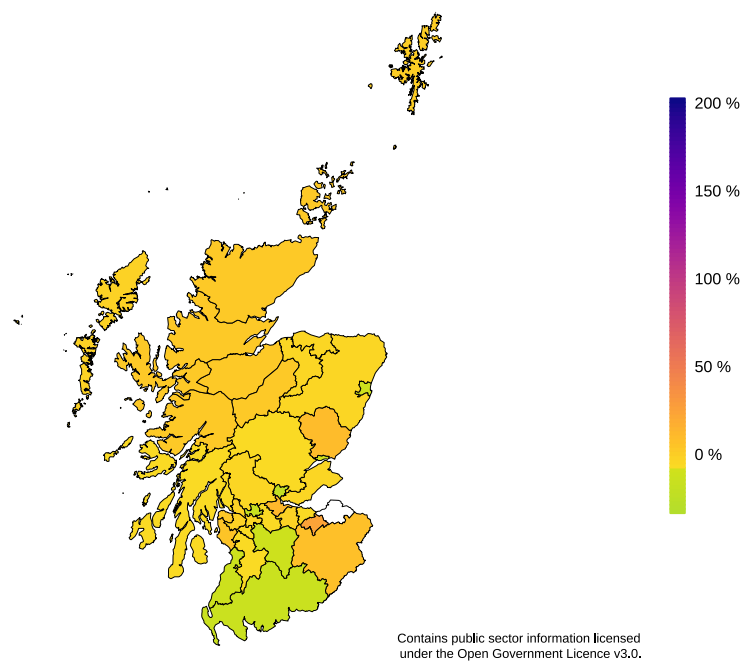 200 %
150 %
100 %
50 %
0 %
Contains public sector information licensed
under the Open Government Licence v3.0.